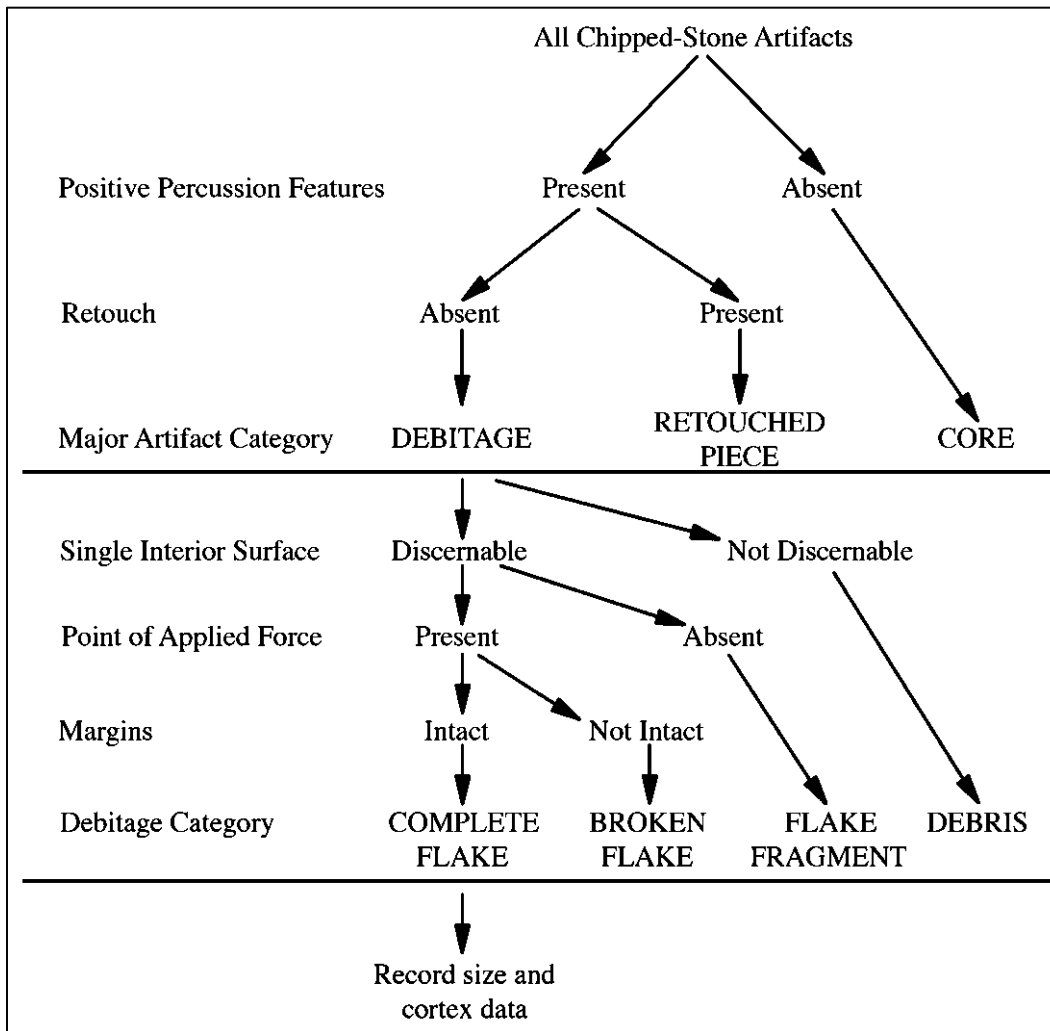 All Chipped-Stone Artifacts
Positive Percussion Features Present Absent
Retouch Absent Present
Major Artifact Category DEBITAGE RETOUCHED PIECE CORE
Single Interior Surface Discernable Not Discernable
Point of Applied Force Present Absent
Margins Intact Not Intact
Debitage Category COMPLETE FLAKE BROKEN FLAKE FLAKE FRAGMENT DEBRIS
Record size and
cortex data